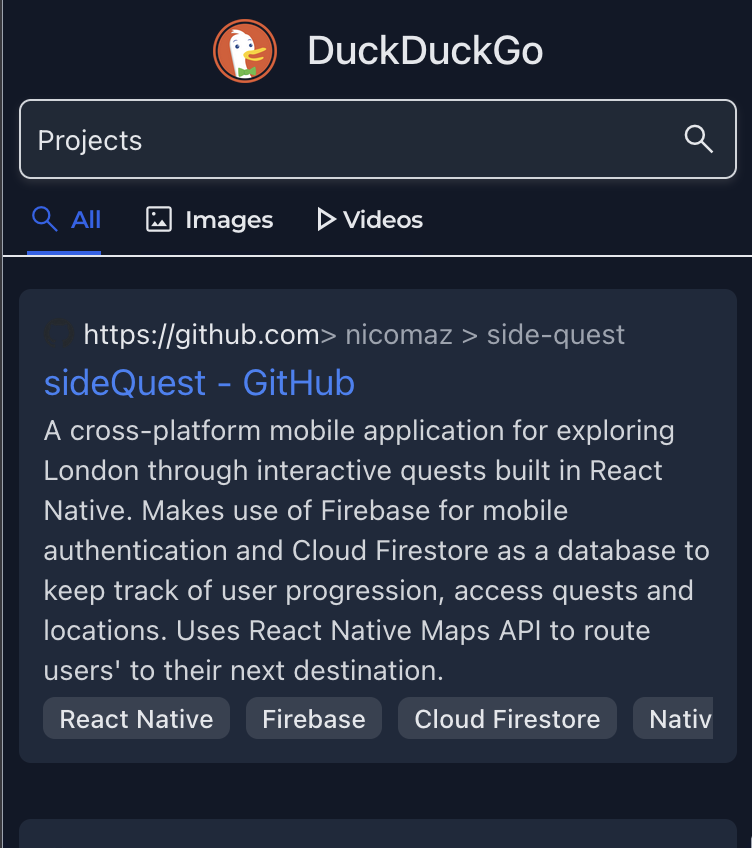 DuckDuckGo
Projects
All Images Videos
https://github.com> nicomaz > side-quest
sideQuest - GitHub
A cross-platform mobile application for exploring
London through interactive quests built in React
Native. Makes use of Firebase for mobile
authentication and Cloud Firestore as a database to
keep track of user progression, access quests and
locations. Uses React Native Maps API to route
users' to their next destination.
React Native Firebase Cloud Firestore Nativ